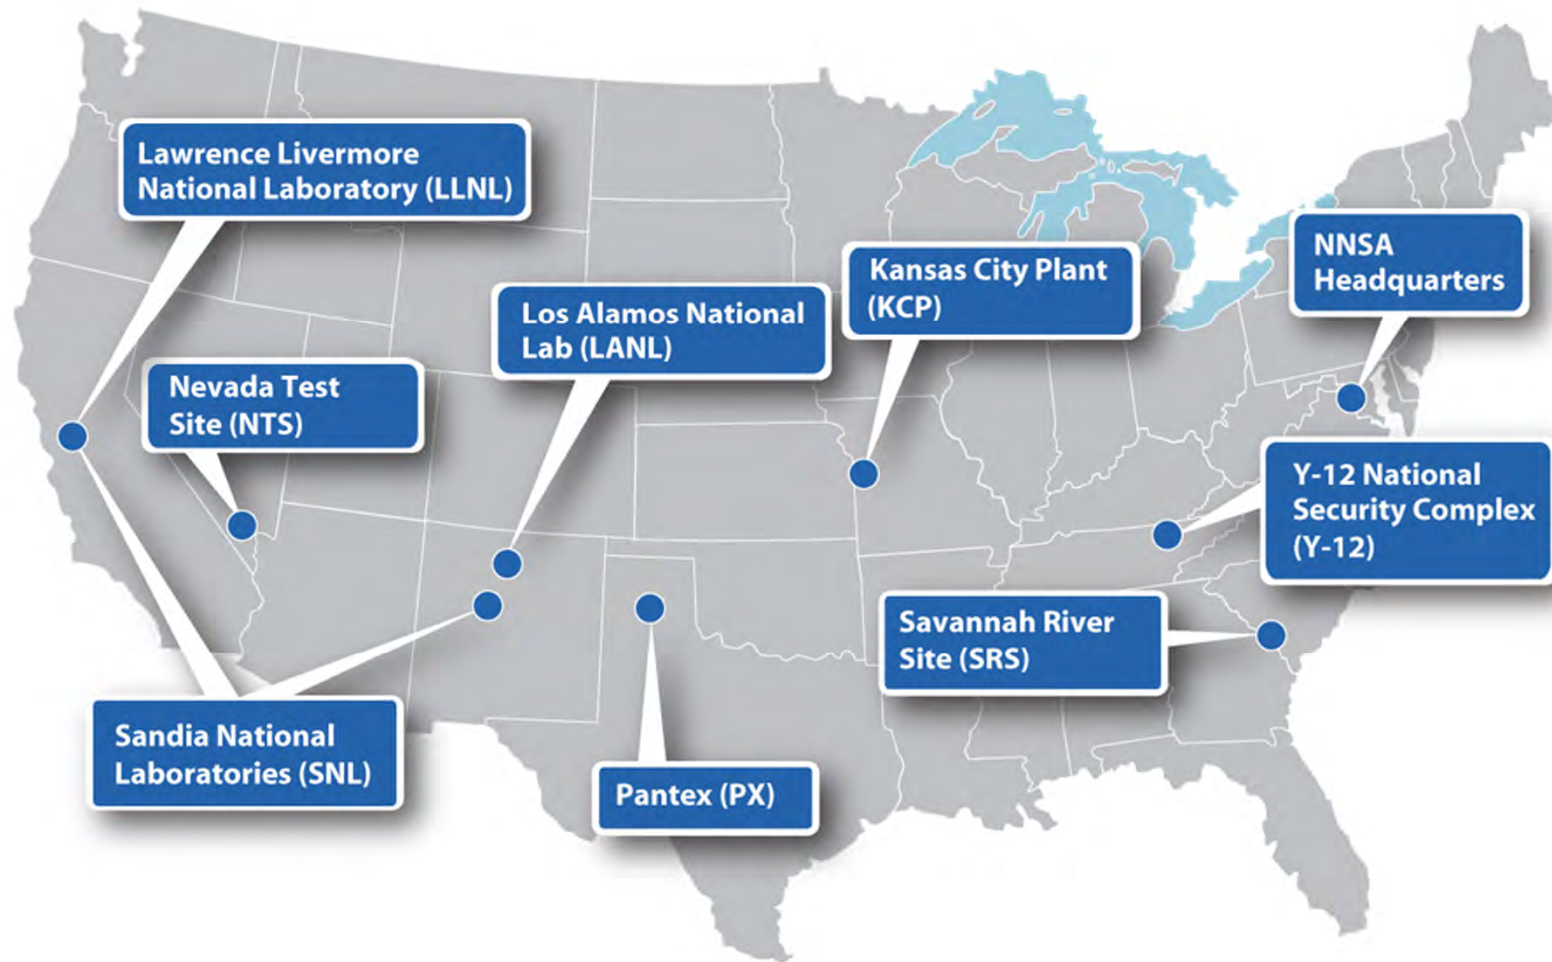 Lawrence Livermore
National Laboratory (LLNL)
NNSA
Headquarters
Kansas City Plant
(KCP)
Los Alamos National
Lab (LANL)
Nevada Test
Site (NTS)
Y-12 National
Security Complex
(Y-12)
Savannah River
Site (SRS)
Sandia National
Laboratories (SNL)
Pantex (PX)